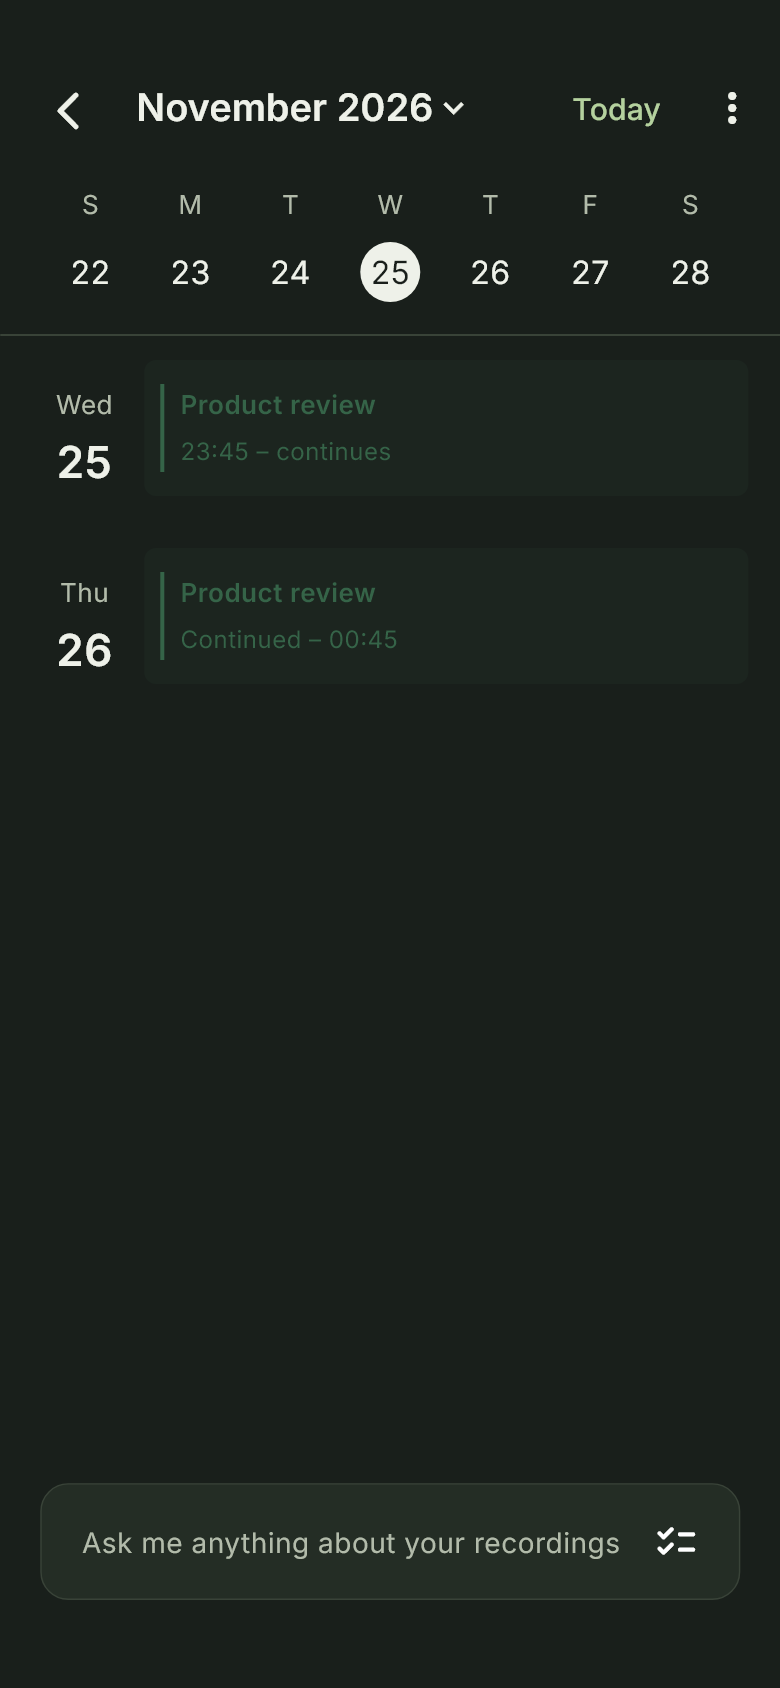 November 2026
Today
S M T W T F S
22 23 24 25 26 27 28
Wed
25
Product review
23:45 – continues
Thu
26
Product review
Continued – 00:45
Ask me anything about your recordings